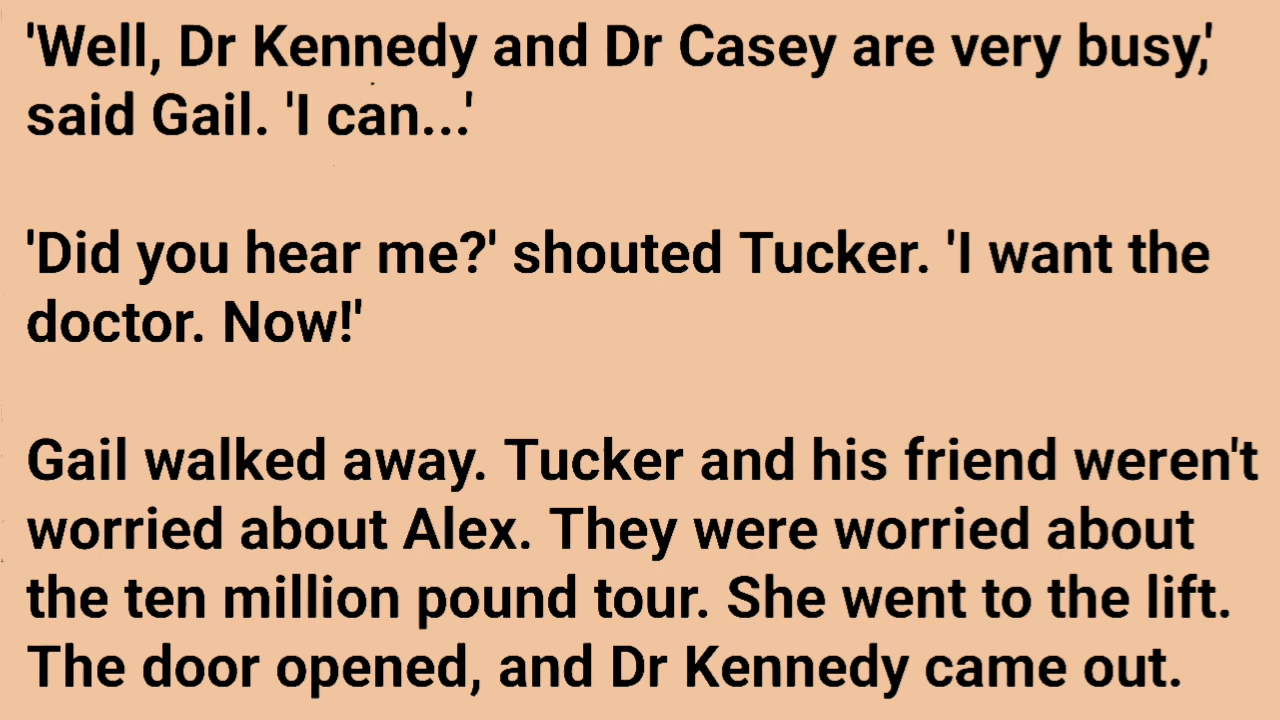 'Well, Dr Kennedy and Dr Casey are very busy,'
said Gail. 'I can...'
'Did you hear me?' shouted Tucker. 'I want the
doctor. Now!'
Gail walked away. Tucker and his friend weren't
worried about Alex. They were worried about
the ten million pound tour. She went to the lift.
The door opened, and Dr Kennedy came out.